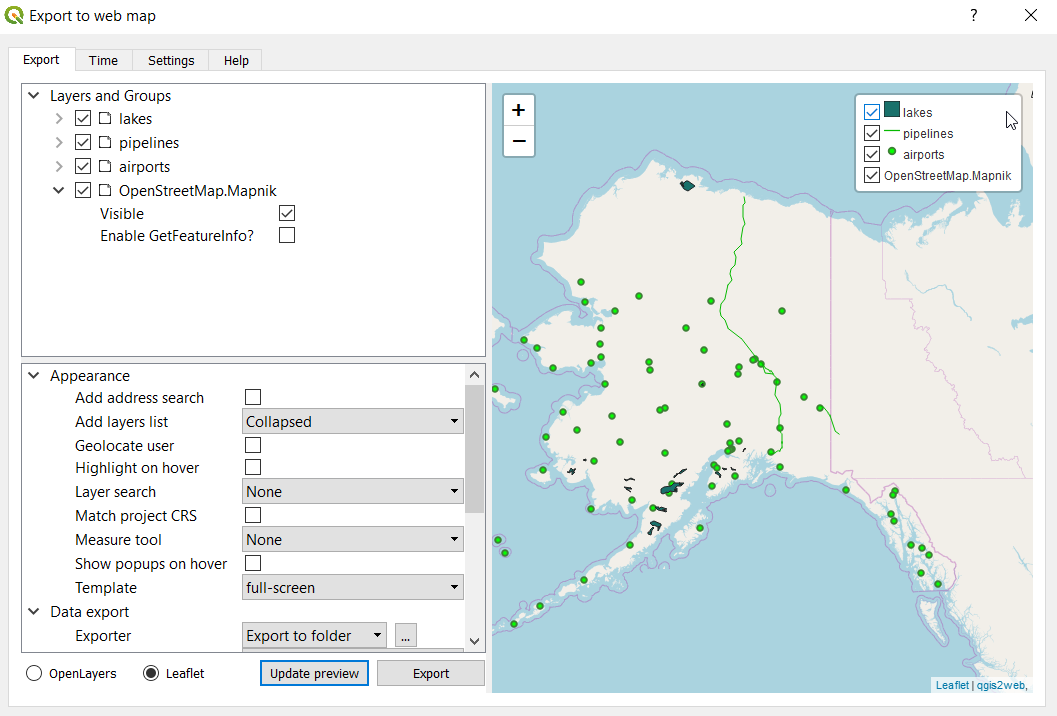 Export to web map
?
Export Time Settings Help
Layers and Groups
lakes
pipelines
airports
OpenStreetMap.Mapnik
Visible
Enable GetFeatureInfo?
Appearance
Add address search
Add layers list Collapsed
Geolocate user
Highlight on hover
Layer search None
Match project CRS
Measure tool None
Show popups on hover
Template full-screen
Data export
Exporter Export to folder ...
OpenLayers Leaflet Update preview Export
+
−
lakes
pipelines
airports
OpenStreetMap.Mapnik
Leaflet | qgis2web,